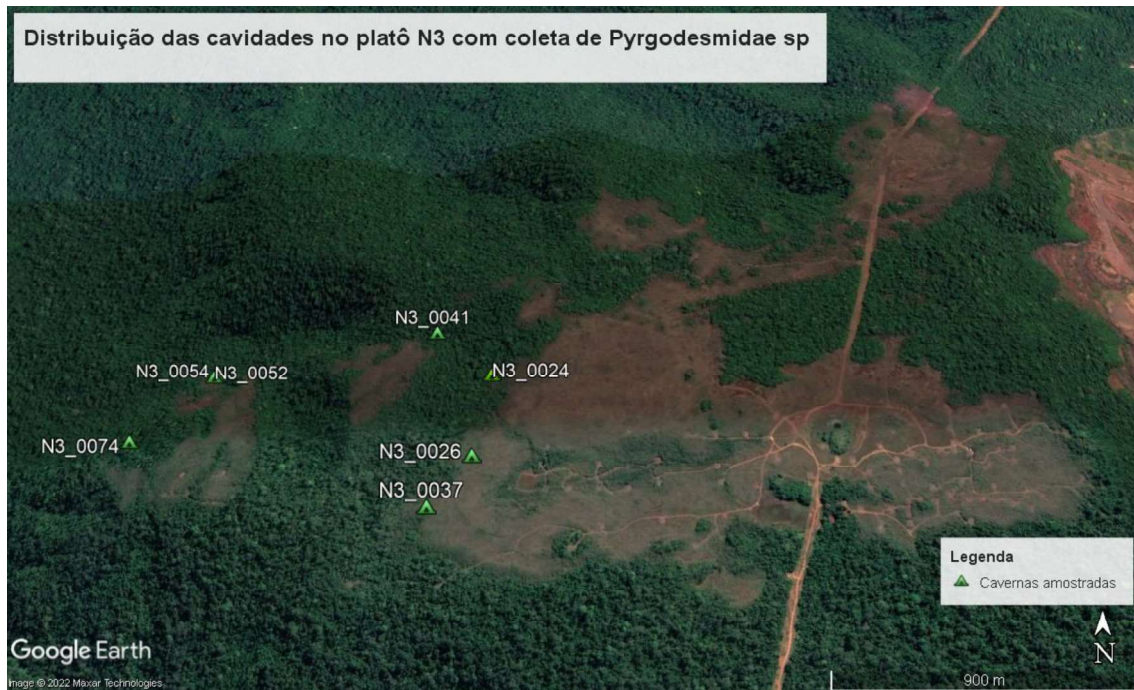 Distribuição das cavidades no platô N3 com coleta de Pyrgodesmidae sp
N3_0041
N3_0054 N3_0052
N3_0024
N3_0074
N3_0026
N3_0037
Legenda
Cavernas amostradas
Google Earth
Image © 2022 Maxar Technologies
N
900 m